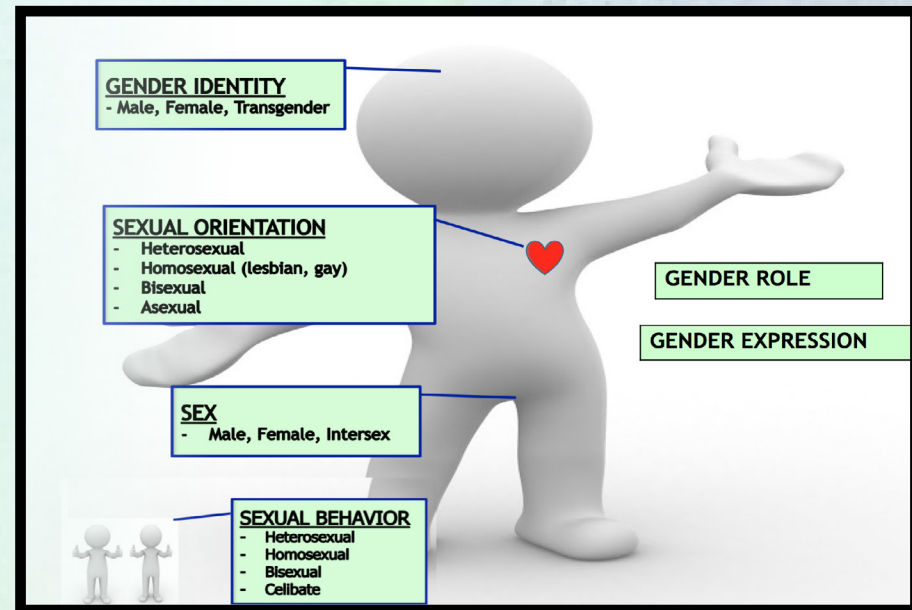 GENDER IDENTITY
- Male, Female, Transgender
SEXUAL ORIENTATION
- Heterosexual
- Homosexual (lesbian, gay)
- Bisexual
- Asexual
GENDER ROLE
GENDER EXPRESSION
SEX
- Male, Female, Intersex
SEXUAL BEHAVIOR
- Heterosexual
- Homosexual
- Bisexual
- Celibate